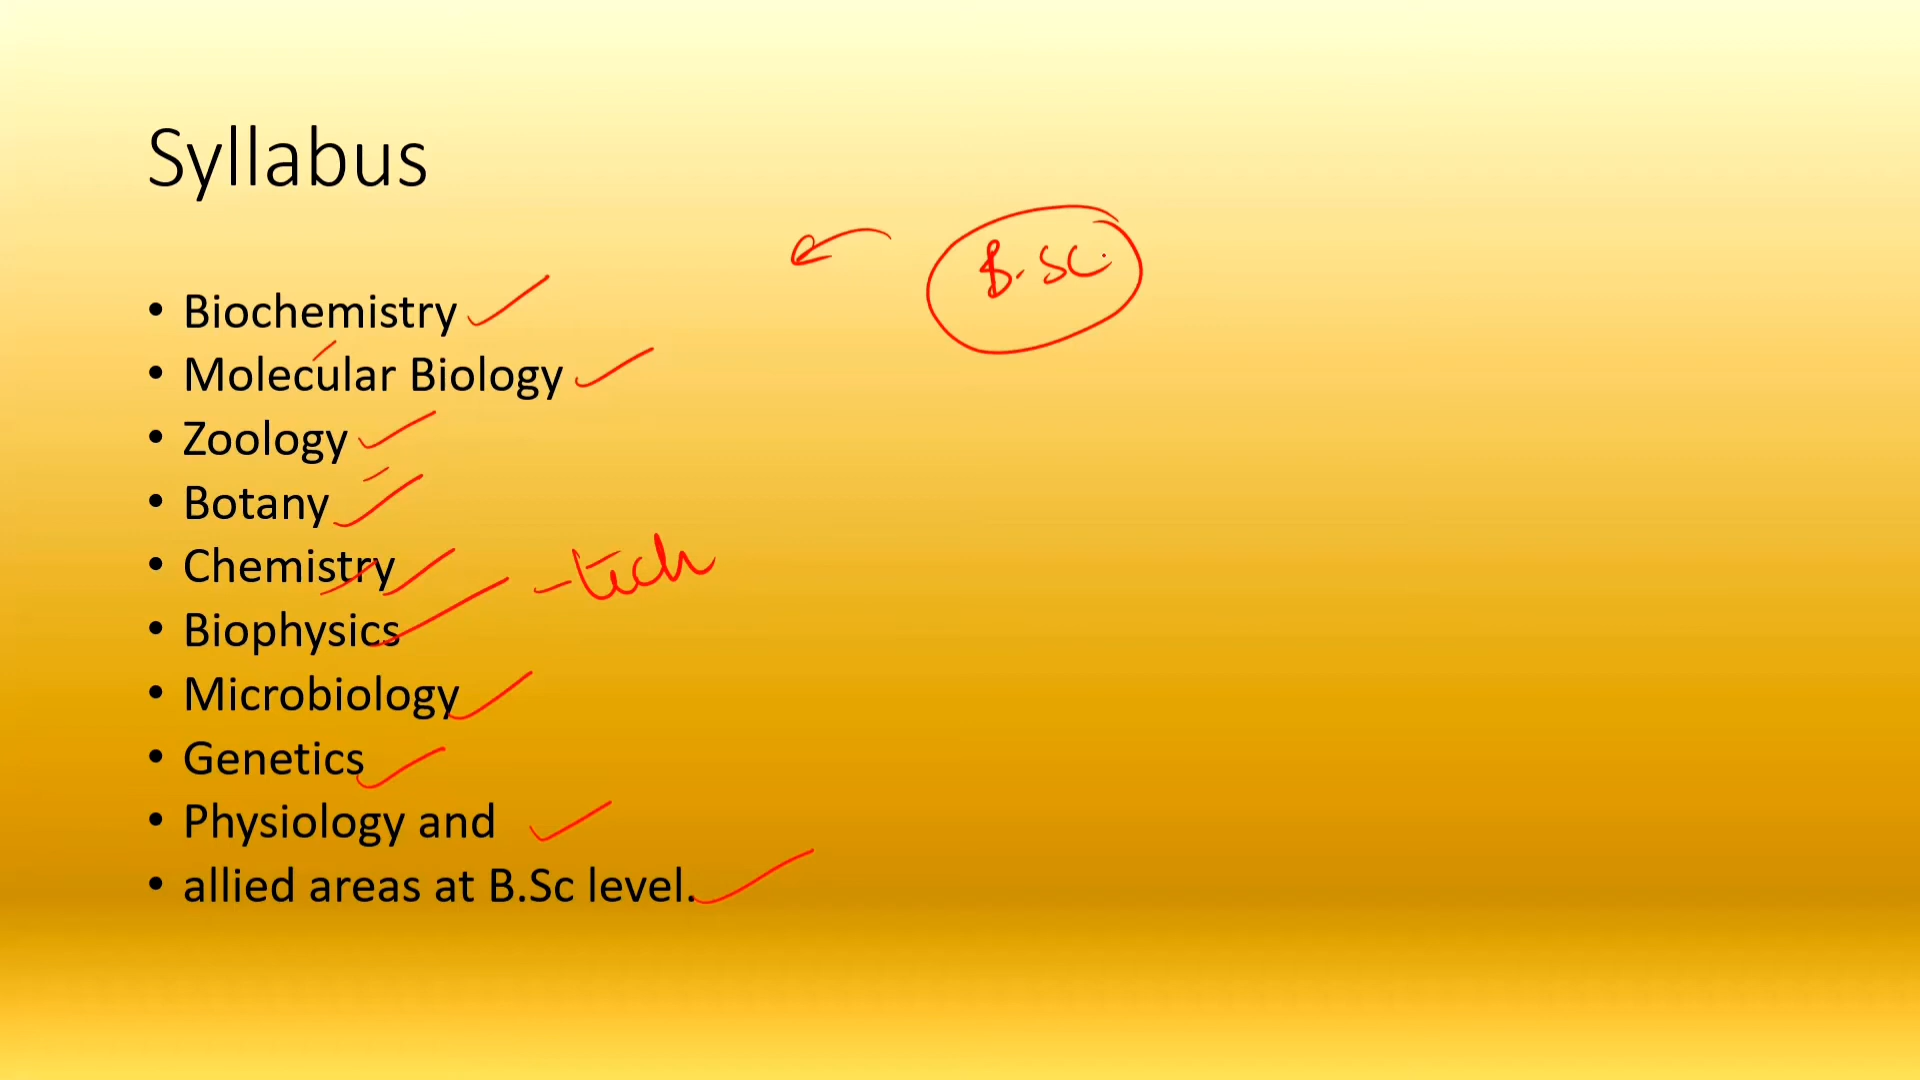 Syllabus
B.SC.
• Biochemistry
• Molecular Biology
• Zoology
• Botany
• Chemistry
-tech
• Biophysics
• Microbiology
• Genetics
• Physiology and
• allied areas at B.Sc level.